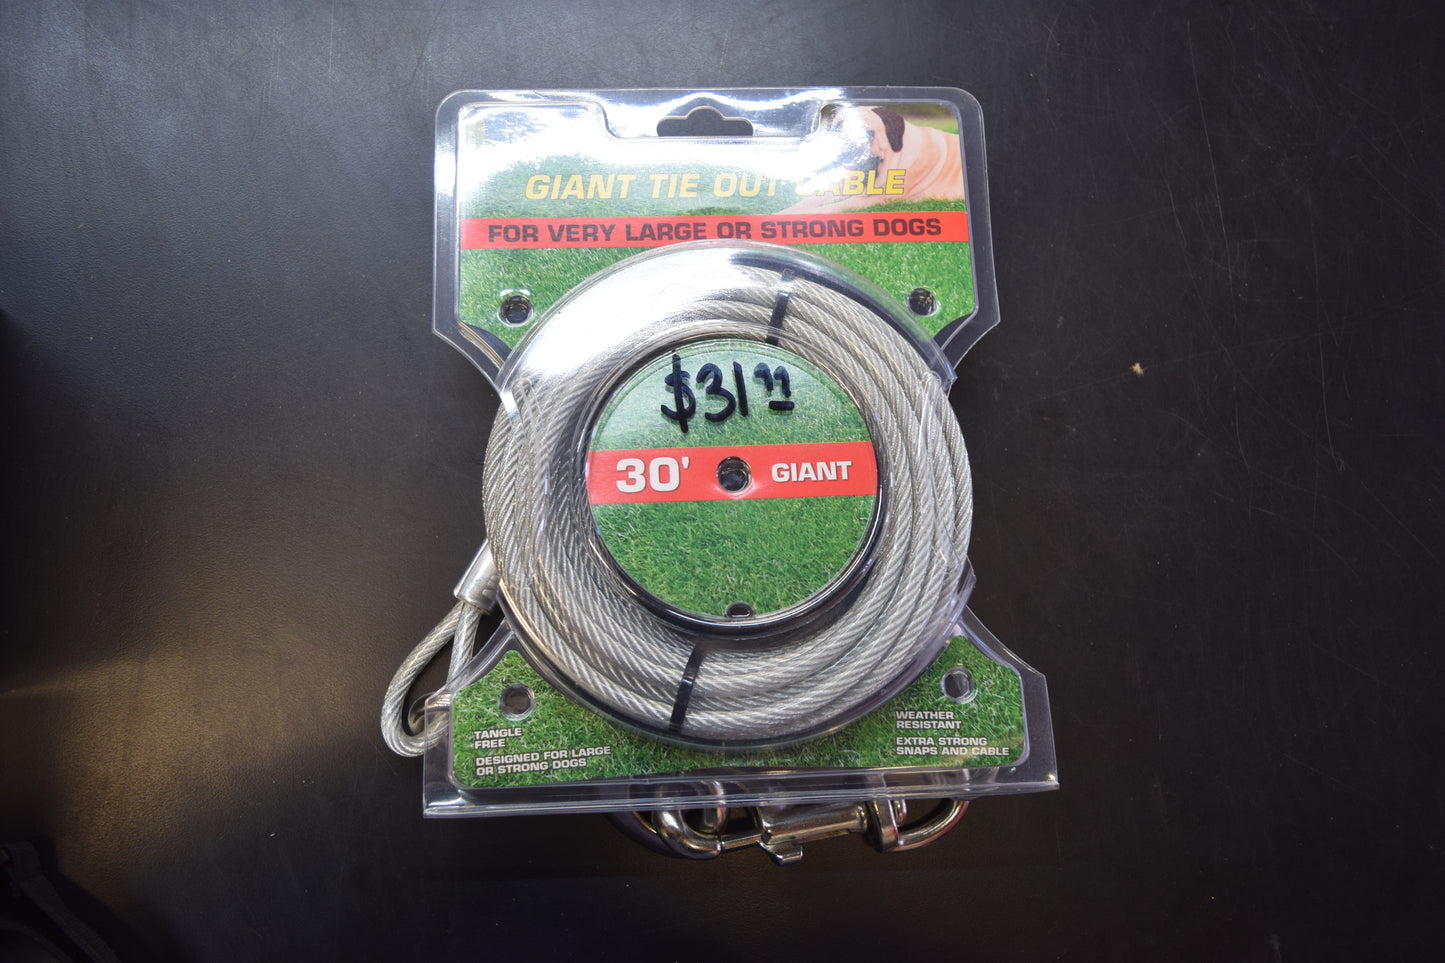 GIANT TIE OUT CABLE
FOR VERY LARGE OR STRONG DOGS
$31.99
30' GIANT
TANGLE
FREE
DESIGNED FOR LARGE
OR STRONG DOGS
WEATHER
RESISTANT
EXTRA STRONG
SNAPS AND CABLE